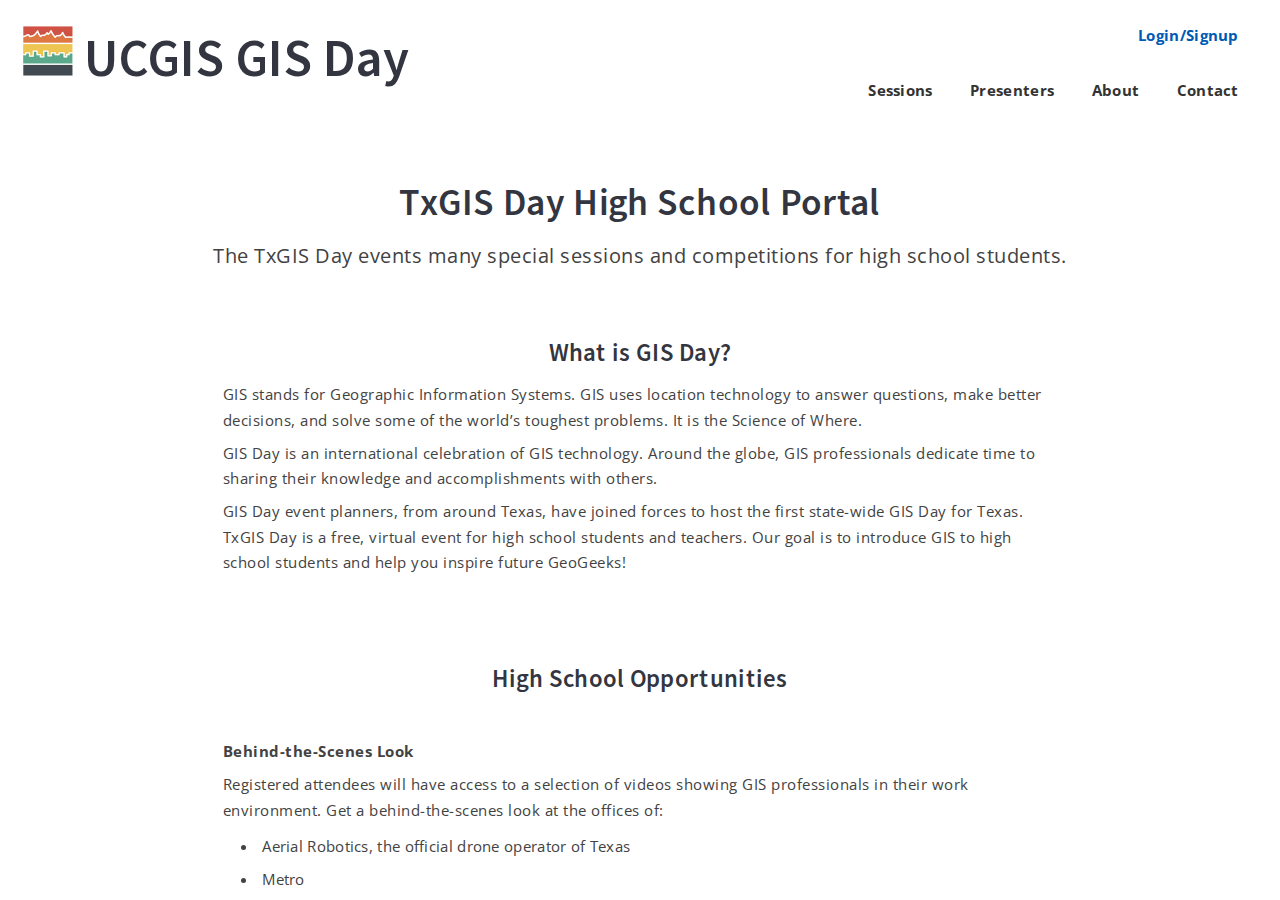 UCGIS GIS Day
Login/Signup
Sessions Presenters About Contact
TxGIS Day High School Portal
The TxGIS Day events many special sessions and competitions for high school students.
What is GIS Day?
GIS stands for Geographic Information Systems. GIS uses location technology to answer questions, make better
decisions, and solve some of the world’s toughest problems. It is the Science of Where.
GIS Day is an international celebration of GIS technology. Around the globe, GIS professionals dedicate time to
sharing their knowledge and accomplishments with others.
GIS Day event planners, from around Texas, have joined forces to host the first state-wide GIS Day for Texas.
TxGIS Day is a free, virtual event for high school students and teachers. Our goal is to introduce GIS to high
school students and help you inspire future GeoGeeks!
High School Opportunities
Behind-the-Scenes Look
Registered attendees will have access to a selection of videos showing GIS professionals in their work
environment. Get a behind-the-scenes look at the offices of:
• Aerial Robotics, the official drone operator of Texas
• Metro